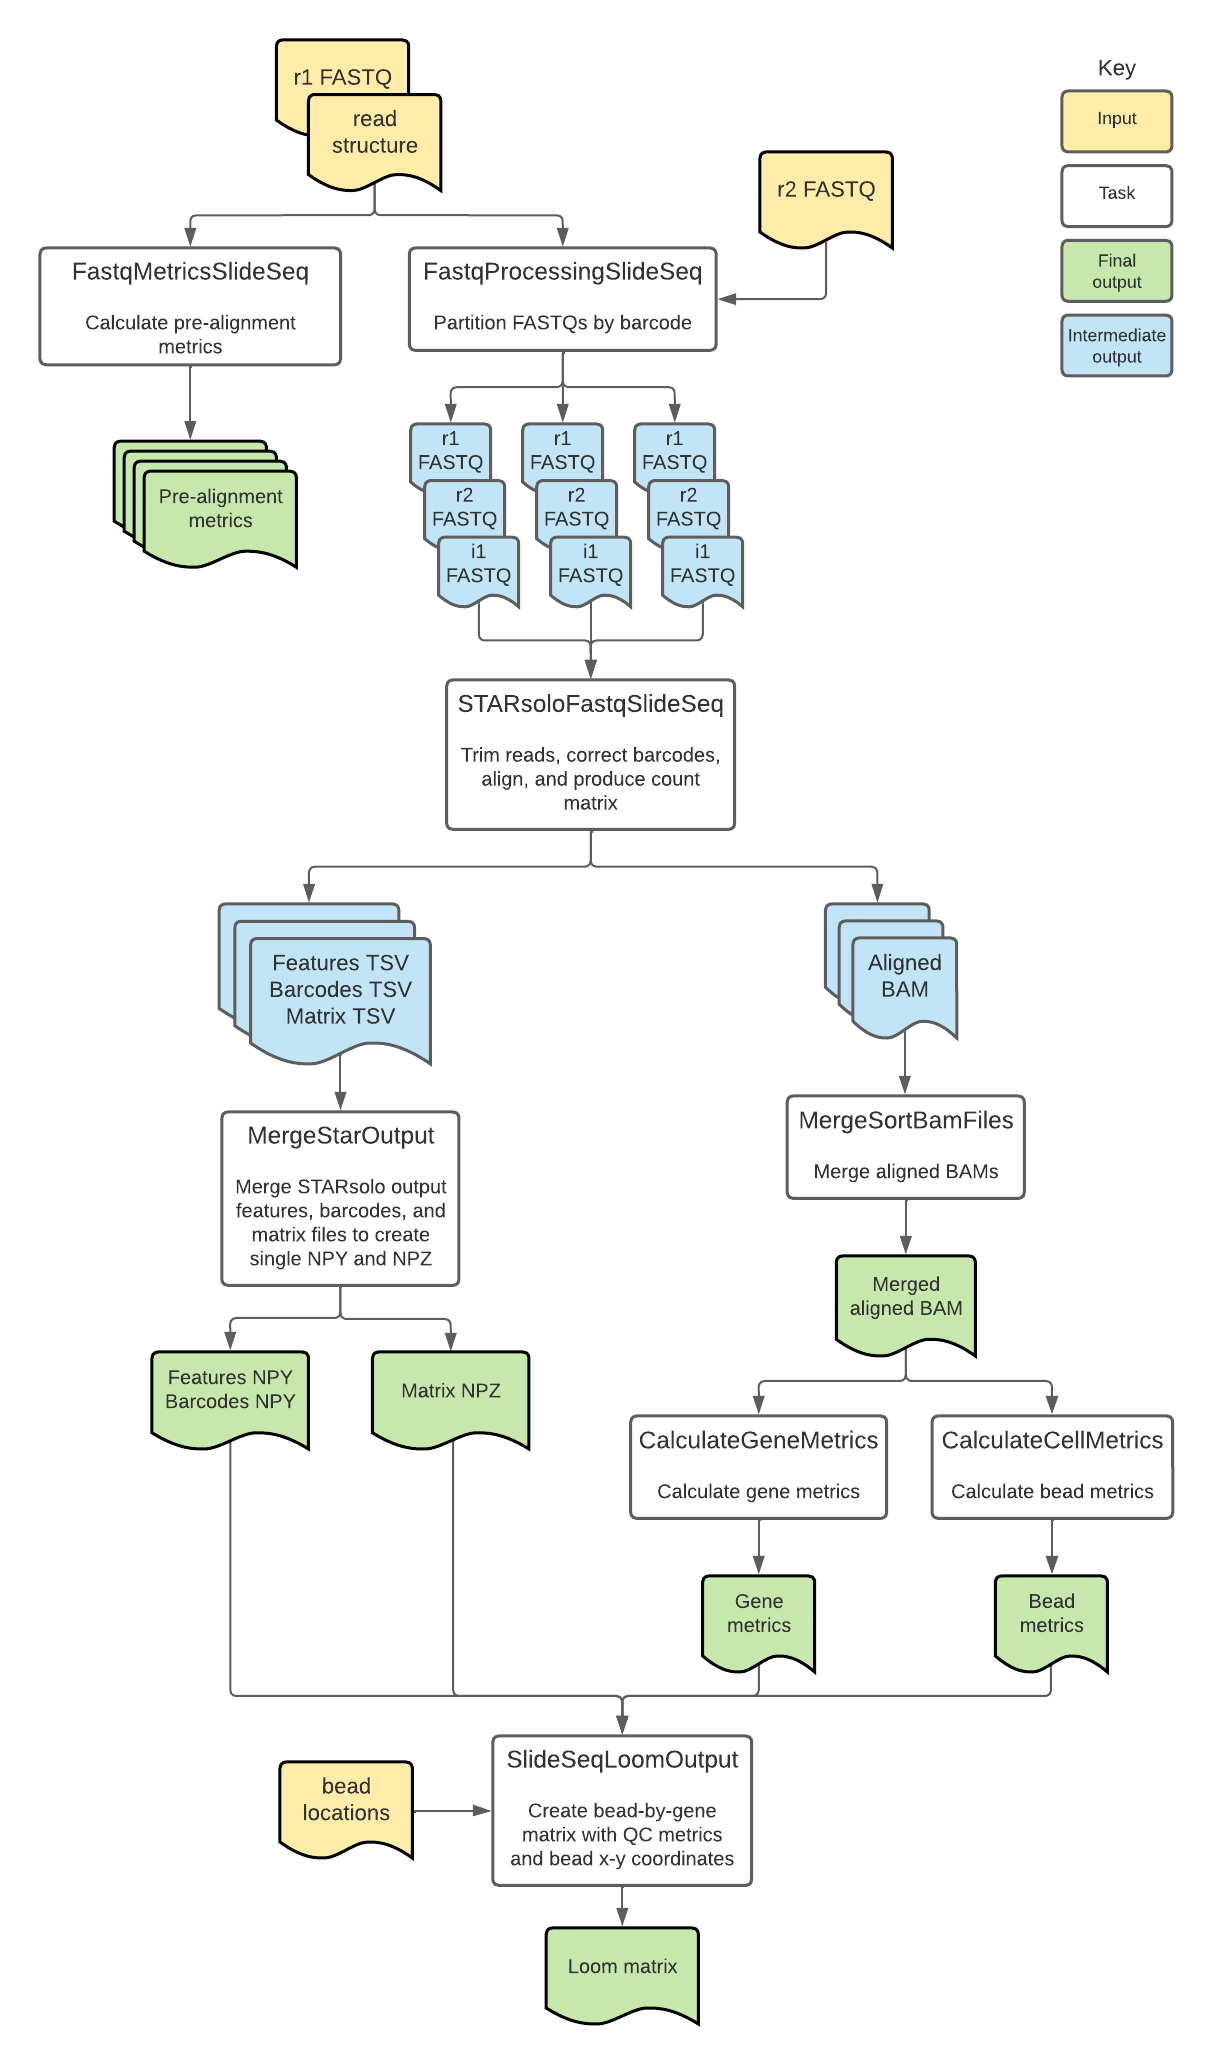 r1 FASTQ
read
structure
Key
Input
Task
Final
output
Intermediate
output
r2 FASTQ
FastqMetricsSlideSeq
Calculate pre-alignment
metrics
FastqProcessingSlideSeq
Partition FASTQs by barcode
Pre-alignment
metrics
r1
FASTQ
r2
FASTQ
i1
FASTQ
r1
FASTQ
r2
FASTQ
i1
FASTQ
r1
FASTQ
r2
FASTQ
i1
FASTQ
STARsoloFastqSlideSeq
Trim reads, correct barcodes,
align, and produce count
matrix
Features TSV
Barcodes TSV
Matrix TSV
Aligned
BAM
MergeStarOutput
Merge STARsolo output
features, barcodes, and
matrix files to create
single NPY and NPZ
MergeSortBamFiles
Merge aligned BAMs
Merged
aligned BAM
Features NPY
Barcodes NPY
Matrix NPZ
CalculateGeneMetrics
Calculate gene metrics
CalculateCellMetrics
Calculate bead metrics
Gene
metrics
Bead
metrics
bead
locations
SlideSeqLoomOutput
Create bead-by-gene
matrix with QC metrics
and bead x-y coordinates
Loom matrix